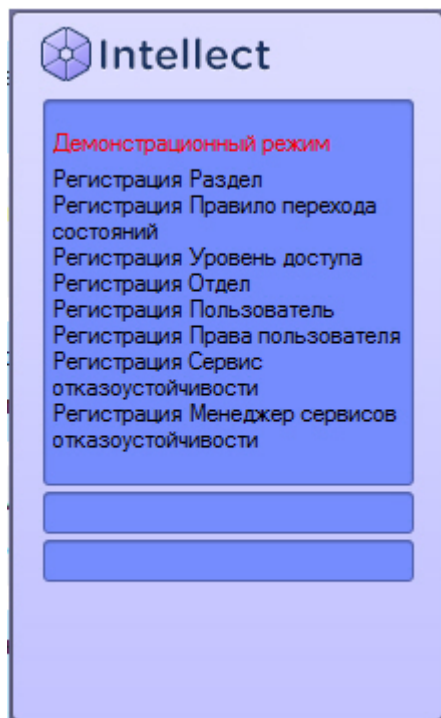 Intellect
Демонстрационный режим
Регистрация Раздел
Регистрация Правило перехода
состояний
Регистрация Уровень доступа
Регистрация Отдел
Регистрация Пользователь
Регистрация Права пользователя
Регистрация Сервис
отказоустойчивости
Регистрация Менеджер сервисов
отказоустойчивости